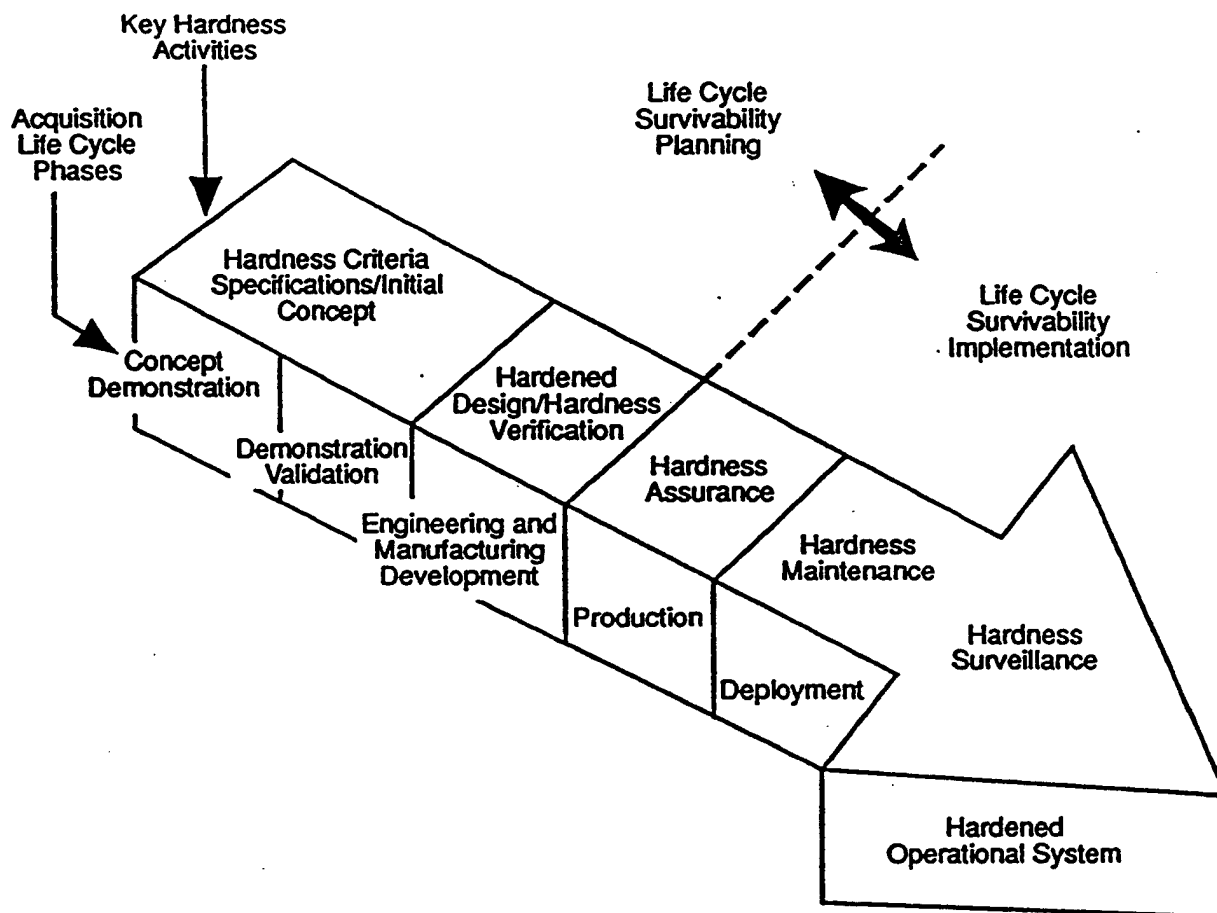 Key Hardness
Activities
Acquisition
Life Cycle
Phases
Life Cycle
Survivability
Planning
Life Cycle
Survivability
Implementation
Hardness Criteria
Specifications/Initial
Concept
Hardened
Design/Hardness
Verification
Hardness
Assurance
Hardness
Maintenance
Hardness
Surveillance
Concept
Demonstration
Demonstration
Validation
Engineering and
Manufacturing
Development
Production
Deployment
Hardened
Operational System